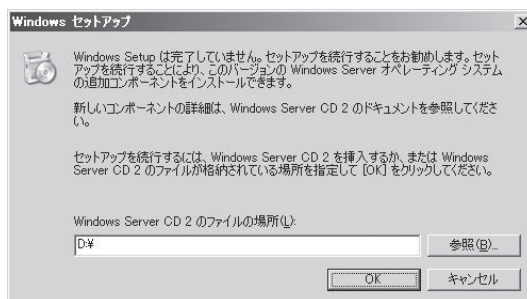 Windows セットアップ
Windows Setup は完了していません。セットアップを続行することをお勧めします。セット
アップを続行することにより、このバージョンの Windows Server オペレーティング システム
の追加コンポーネントをインストールできます。
新しいコンポーネントの詳細は、Windows Server CD 2 のドキュメントを参照してくださ
い。
セットアップを続行するには、Windows Server CD 2 を挿入するか、または Windows
Server CD 2 のファイルが格納されている場所を指定して [OK] をクリックしてください。
Windows Server CD 2 のファイルの場所(L):
D:¥
参照(B)...
OK
キャンセル